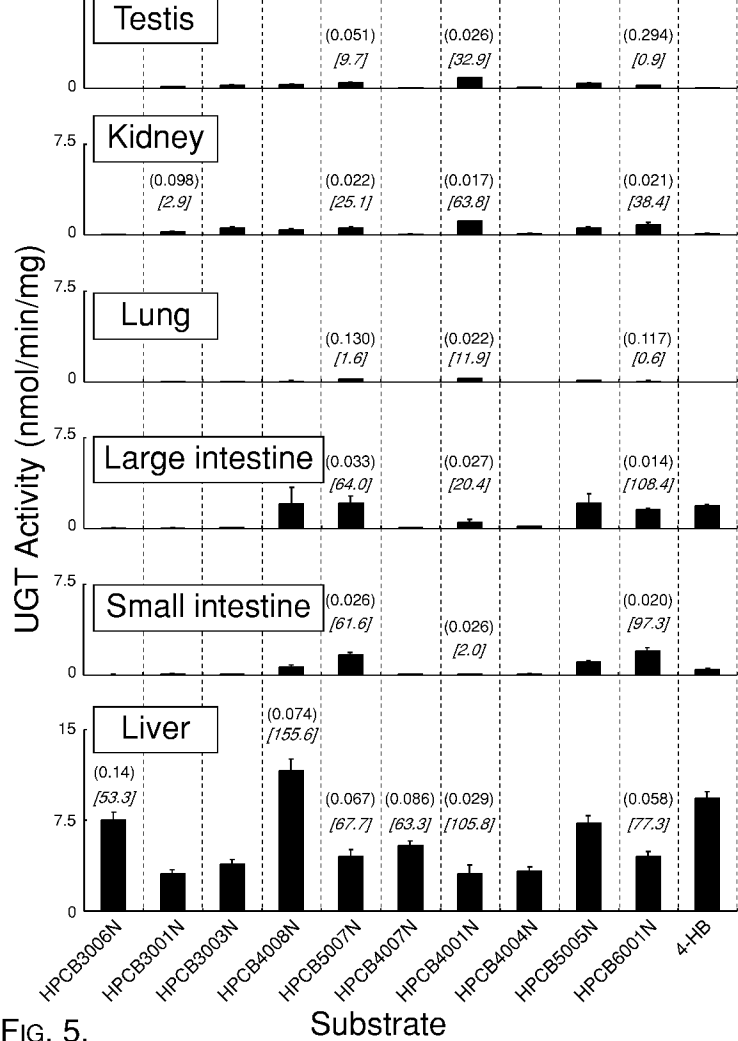 Testis
(0.051) (0.026) (0.294)
[9.7] [32.9] [0.9]
0
7.5
Kidney
(0.098) (0.022) (0.017) (0.021)
[2.9] [25.1] [63.8] [38.4]
0
7.5
Lung
(0.130) (0.022) (0.117)
[1.6] [11.9] [0.6]
0
7.5
Large intestine
(0.033) (0.027) (0.014)
[64.0] [20.4] [108.4]
0
7.5
Small intestine
(0.026) (0.026) (0.020)
[61.6] [2.0] [97.3]
0
15
Liver
(0.14) (0.074) (0.067) (0.086) (0.029) (0.058)
[53.3] [155.6] [67.7] [63.3] [105.8] [77.3]
7.5
0
UGT Activity (nmol/min/mg)
HPCB3006N
HPCB3001N
HPCB3003N
HPCB4008N
HPCB5007N
HPCB4007N
HPCB4001N
HPCB4004N
HPCB5005N
HPCB6001N
4-HB
Substrate
FIG. 5.